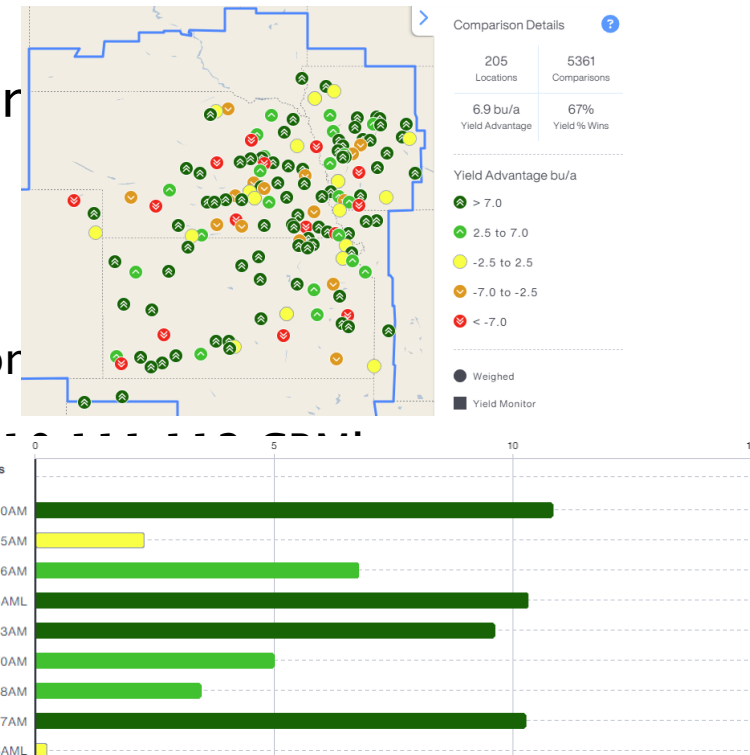 Comparison Details ?
205
Locations
5361
Comparisons
6.9 bu/a
Yield Advantage
67%
Yield % Wins
Yield Advantage bu/a
> 7.0
2.5 to 7.0
-2.5 to 2.5
-7.0 to -2.5
< -7.0
Weighed
Yield Monitor
0 5 10
0AM
5AM
6AM
AML
3AM
0AM
8AM
7AM
AML